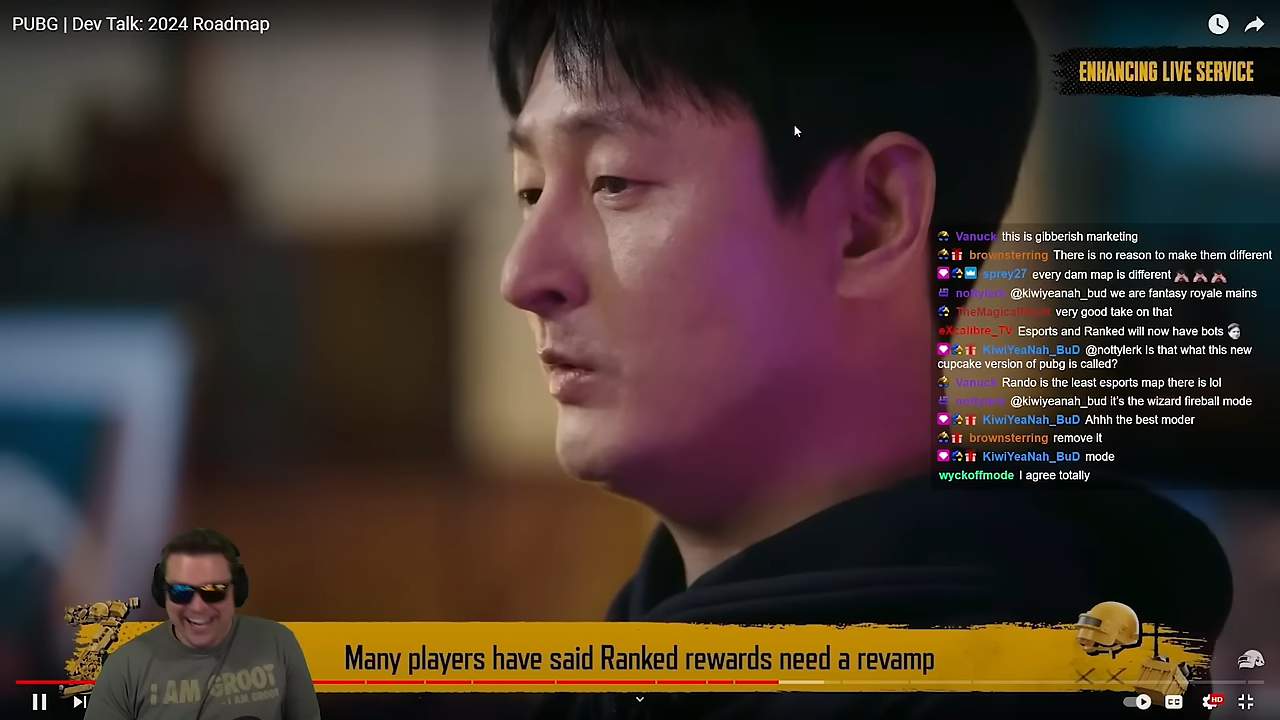 PUBG | Dev Talk: 2024 Roadmap
ENHANCING LIVE SERVICE
Vanuck this is gibberish marketing
brownsterring There is no reason to make them different
sprey27 every dam map is different
nottylerk @kiwiyeanah_bud we are fantasy royale mains
very good take on that
eXcalibre_TV Esports and Ranked will now have bots
KiwiYeaNah_BuD @nottylerk Is that what this new
cupcake version of pubg is called?
Vanuck Rando is the least esports map there is lol
nottylerk @kiwiyeanah_bud it's the wizard fireball mode
KiwiYeaNah_BuD Ahhh the best moder
brownsterring remove it
KiwiYeaNah_BuD mode
wyckoffmode I agree totally
I AM GROOT
I AM GROOT
Many players have said Ranked rewards need a revamp
CC
HD